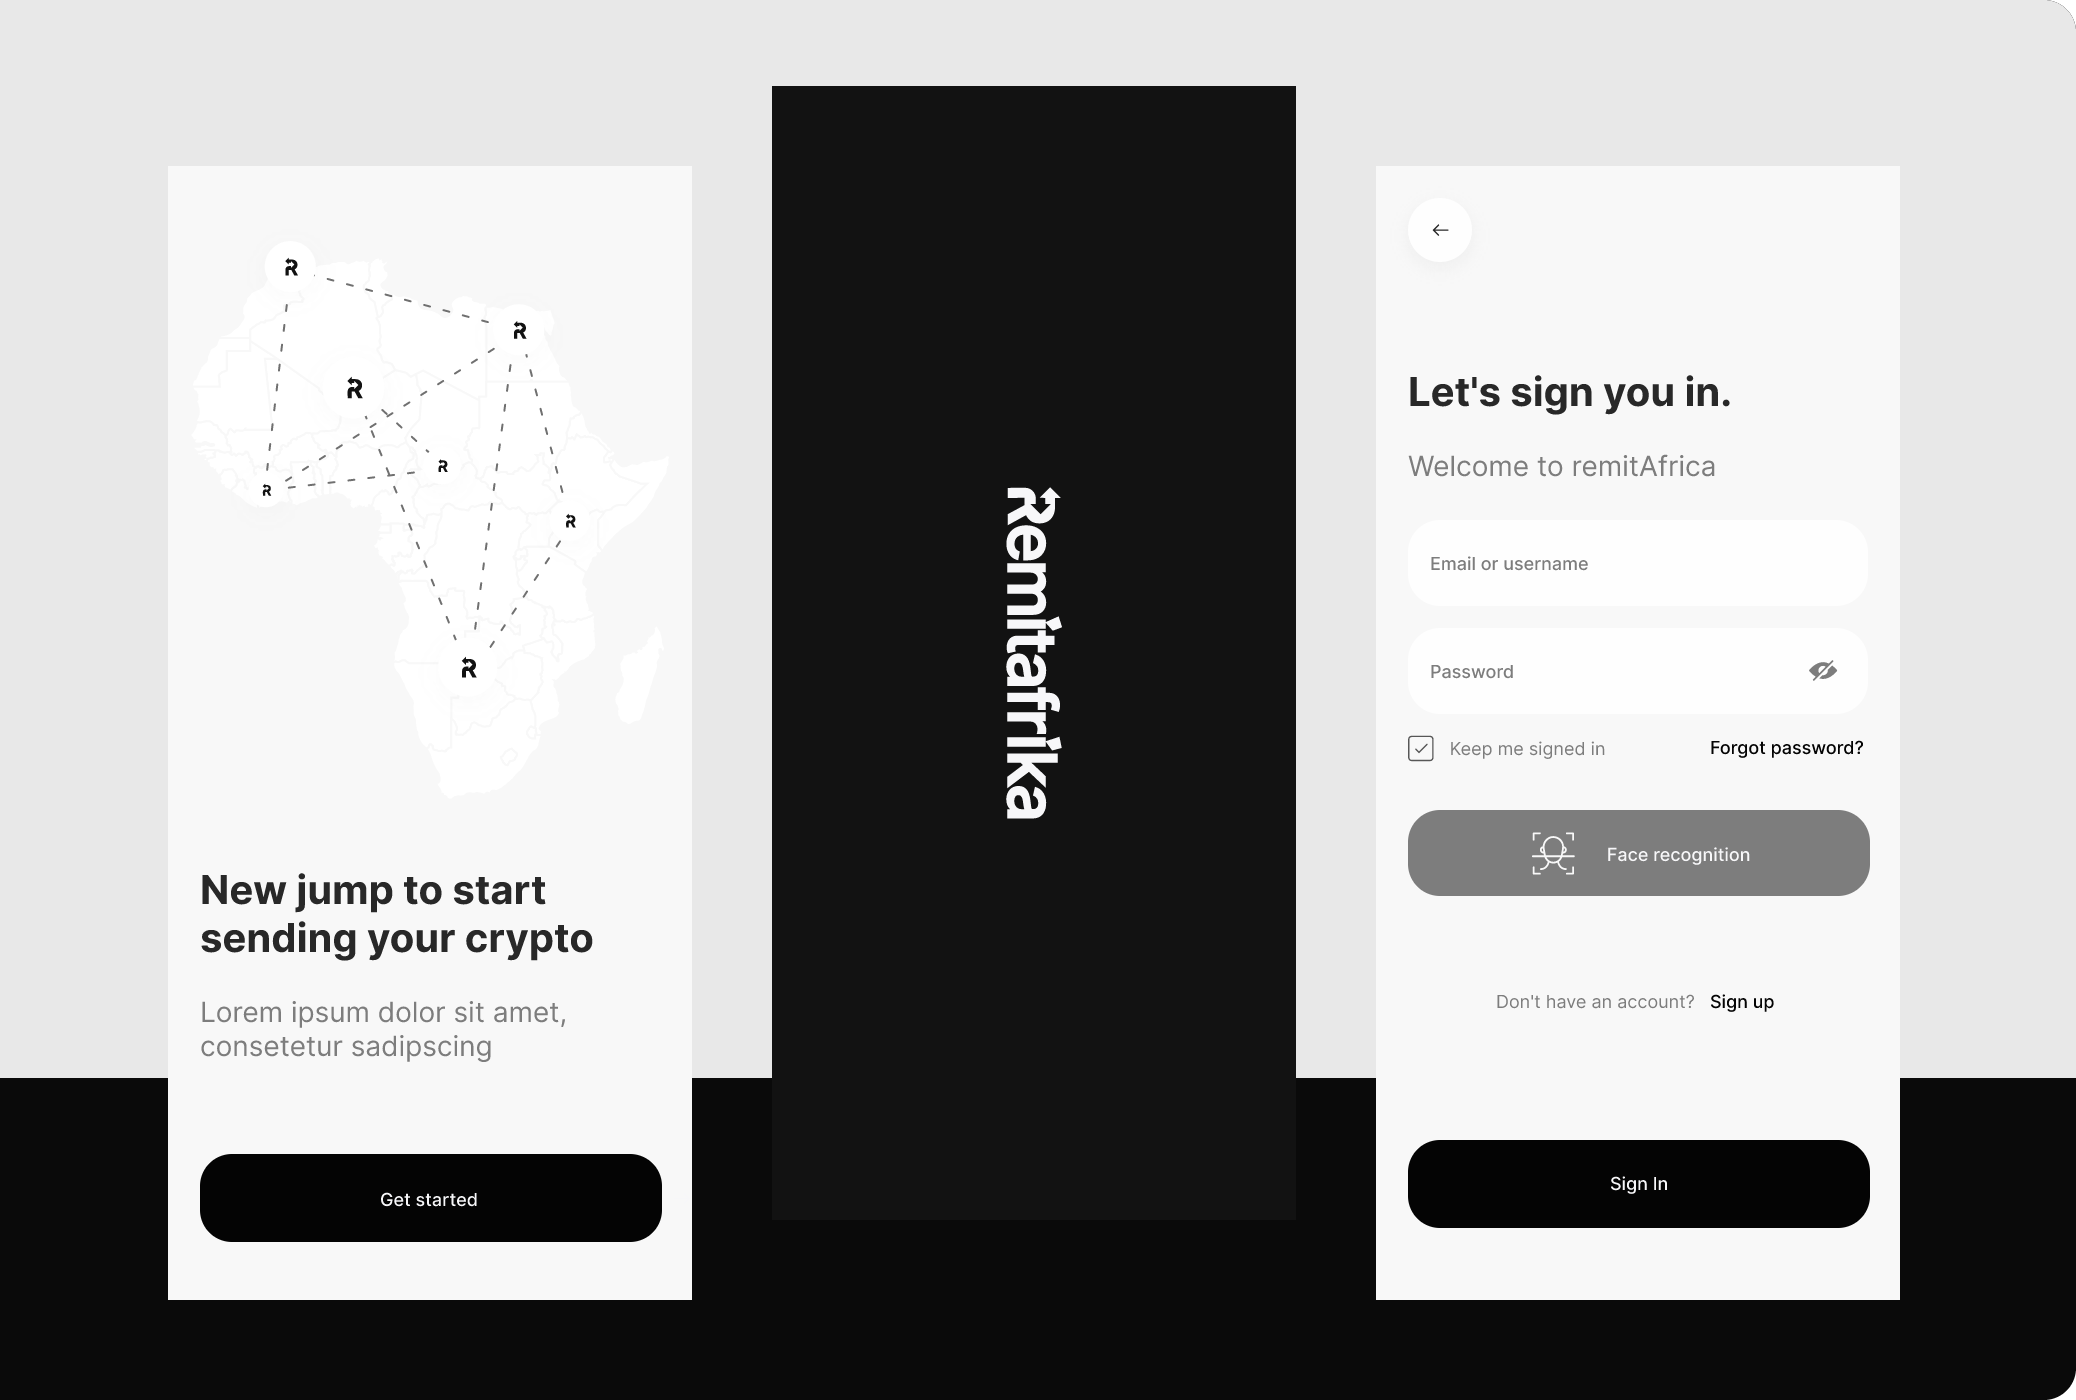 R
R
R
R
R
R
R
New jump to start
sending your crypto
Lorem ipsum dolor sit amet,
consetetur sadipscing
Get started
Remitafrika
Let's sign you in.
Welcome to remitAfrica
Email or username
Password
Keep me signed in
Forgot password?
Face recognition
Don't have an account? Sign up
Sign In